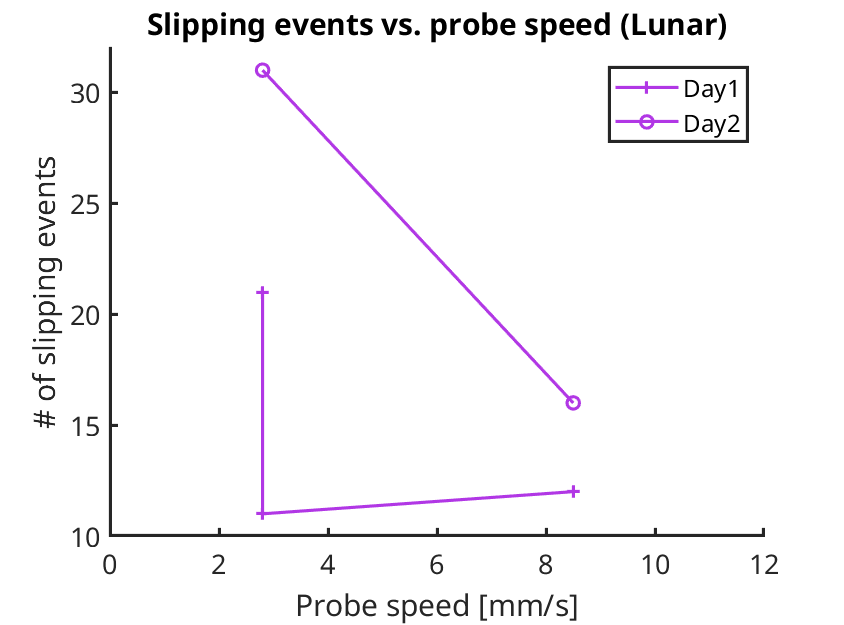 Slipping events vs. probe speed (Lunar)
Day1
Day2
# of slipping events
30
25
20
15
10
0 2 4 6 8 10 12
Probe speed [mm/s]